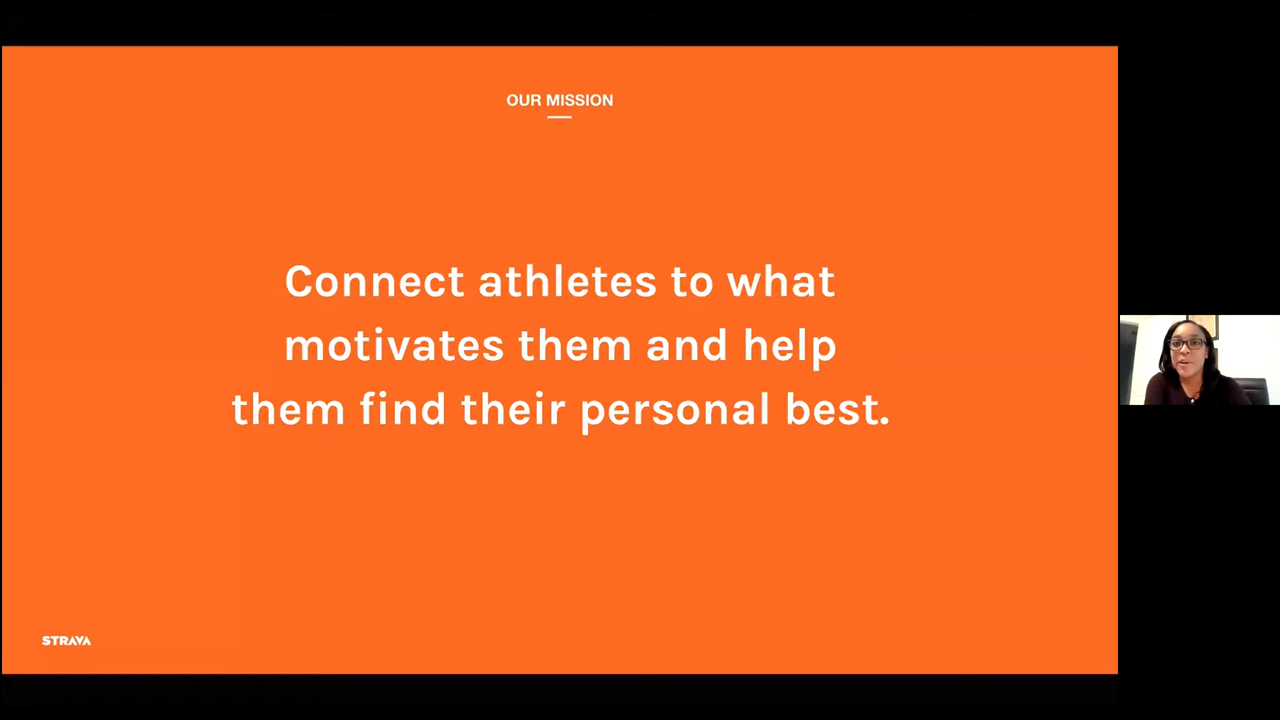 OUR MISSION
Connect athletes to what
motivates them and help
them find their personal best.
STRAVA